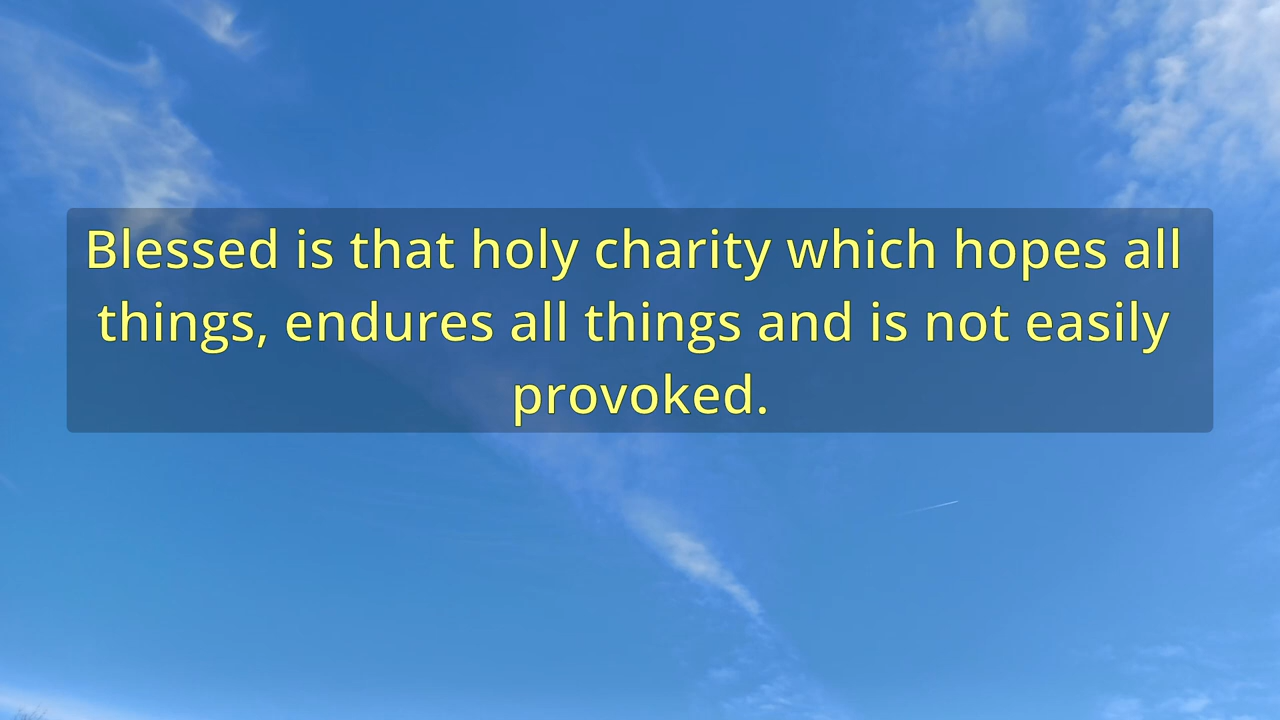 Blessed is that holy charity which hopes all
things, endures all things and is not easily
provoked.